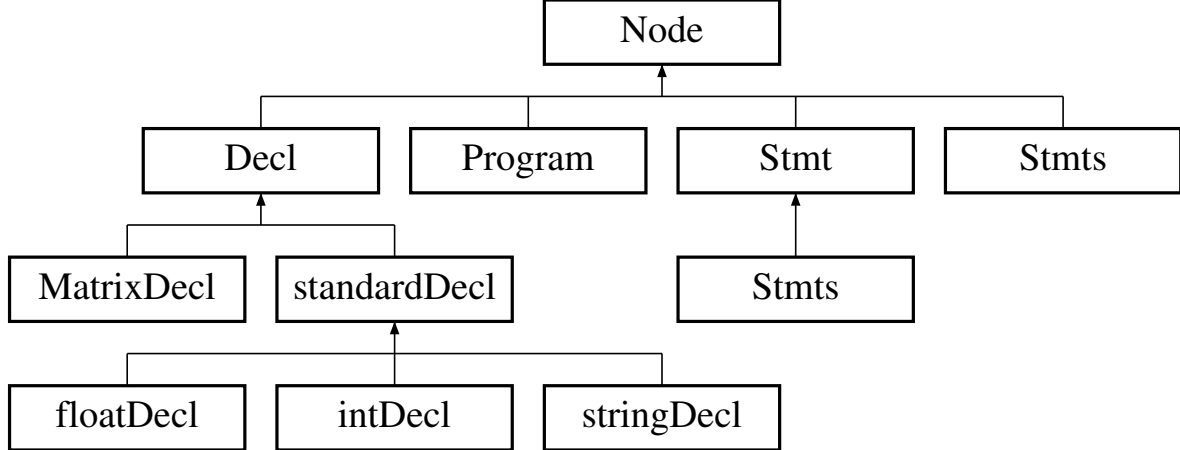 Node
Decl Program Stmt Stmts
MatrixDecl standardDecl Stmts
floatDecl intDecl stringDecl